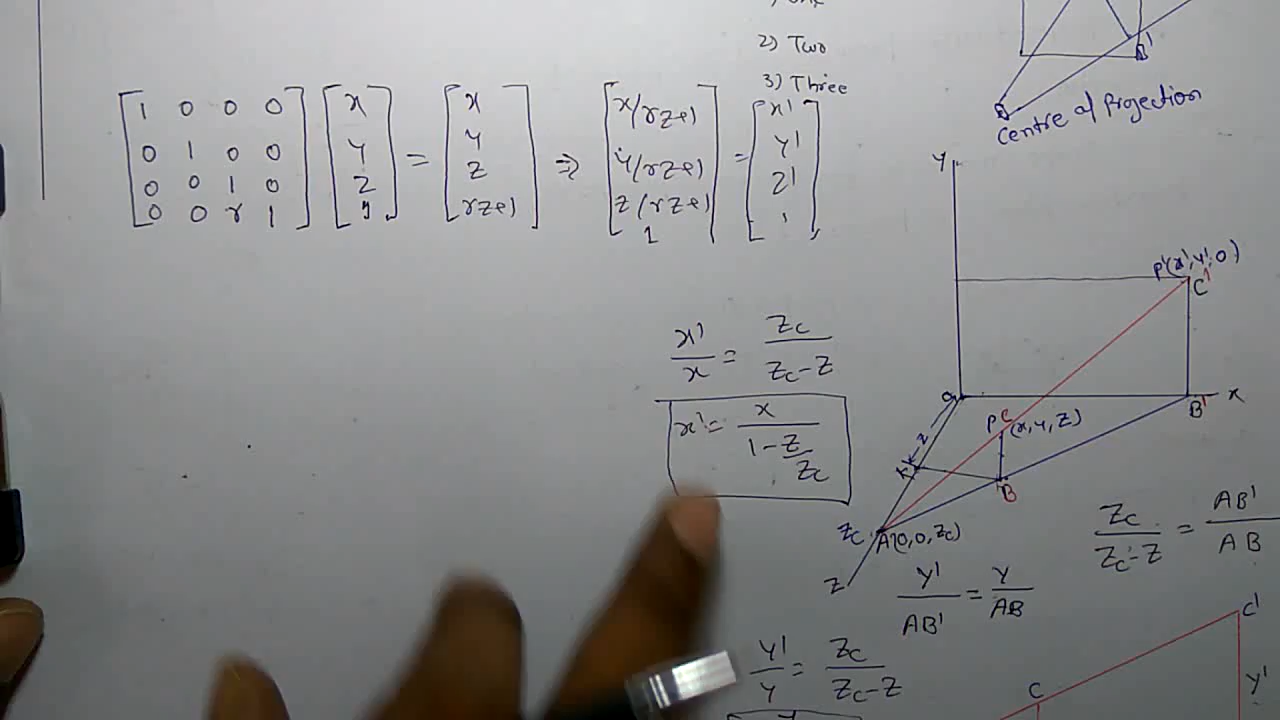 2) Two
3) Three
B'
Centre of Projection
[1 0 0 0; 0 1 0 0; 0 0 1 0; 0 0 r 1] [x; y; z; 1] = [x; y; z; rz+1] ⇒ [x/rz+1; y/(rz+1); z/(rz+1); 1] = [x'; y'; z'; 1]
y
P'(x', y', 0)
C'
x'/x = Zc/(Zc-Z)
x' = x/(1-Z/Zc)
x
B'
P C (x, y, z)
B
Zc A(0, 0, Zc)
Z
Zc/(Zc-Z) = AB'/AB
y'/AB' = y/AB
y'/y = Zc/(Zc-Z)
C'
C
y'